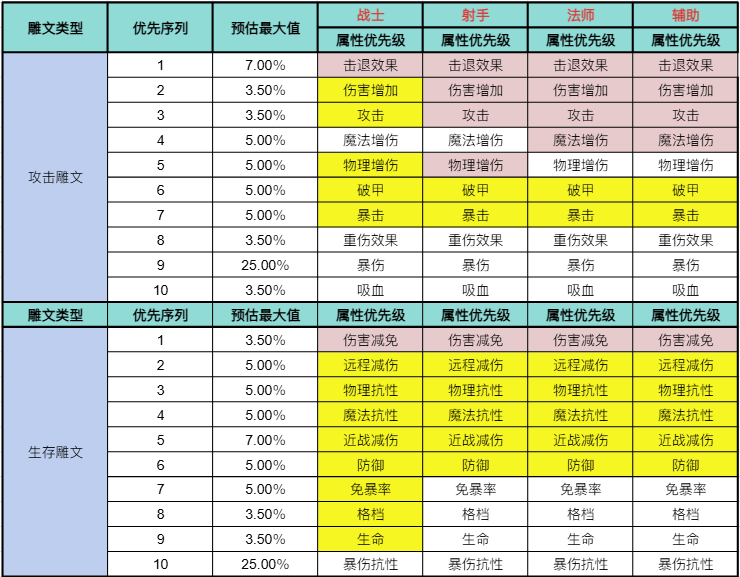 雕文类型 优先序列 预估最大值 战士 射手 法师 辅助
属性优先级 属性优先级 属性优先级 属性优先级
攻击雕文
1 7.00% 击退效果 击退效果 击退效果 击退效果
2 3.50% 伤害增加 伤害增加 伤害增加 伤害增加
3 3.50% 攻击 攻击 攻击 攻击
4 5.00% 魔法增伤 魔法增伤 魔法增伤 魔法增伤
5 5.00% 物理增伤 物理增伤 物理增伤 物理增伤
6 5.00% 破甲 破甲 破甲 破甲
7 5.00% 暴击 暴击 暴击 暴击
8 3.50% 重伤效果 重伤效果 重伤效果 重伤效果
9 25.00% 暴伤 暴伤 暴伤 暴伤
10 3.50% 吸血 吸血 吸血 吸血
雕文类型 优先序列 预估最大值 属性优先级 属性优先级 属性优先级 属性优先级
生存雕文
1 3.50% 伤害减免 伤害减免 伤害减免 伤害减免
2 5.00% 远程减伤 远程减伤 远程减伤 远程减伤
3 5.00% 物理抗性 物理抗性 物理抗性 物理抗性
4 5.00% 魔法抗性 魔法抗性 魔法抗性 魔法抗性
5 7.00% 近战减伤 近战减伤 近战减伤 近战减伤
6 5.00% 防御 防御 防御 防御
7 5.00% 免暴率 免暴率 免暴率 免暴率
8 3.50% 格档 格档 格档 格档
9 3.50% 生命 生命 生命 生命
10 25.00% 暴伤抗性 暴伤抗性 暴伤抗性 暴伤抗性